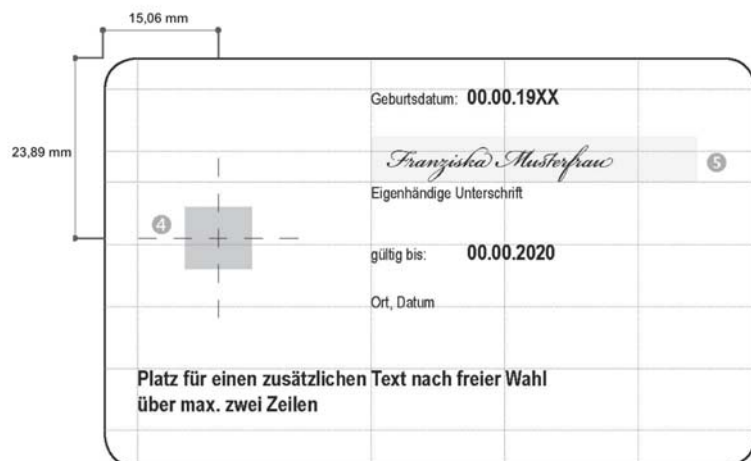 15,06 mm
23,89 mm
Geburtsdatum: 00.00.19XX
Franziska Musterfrau
5
Eigenhändige Unterschrift
4
gültig bis: 00.00.2020
Ort, Datum
Platz für einen zusätzlichen Text nach freier Wahl
über max. zwei Zeilen